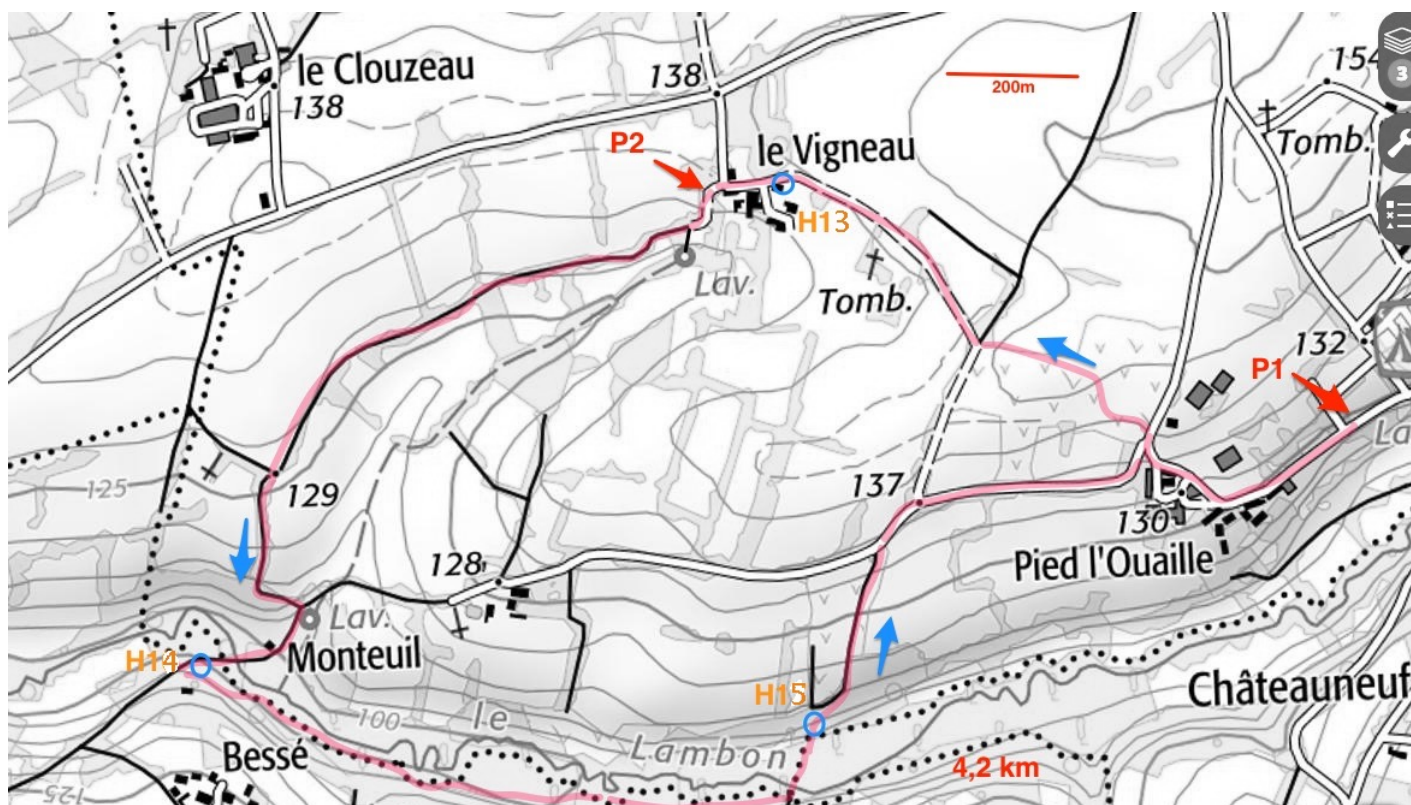 le Clouzeau
138
138
200m
154
3
P2
le Vigneau
Tomb.
H13
Lav.
Tomb.
132
P1
La
125
129
137
130
128
Pied l'Ouaille
Lav.
Monteuil
H14
H15
Châteauneuf
100
le
Lambon
Bessé
4,2 km
125